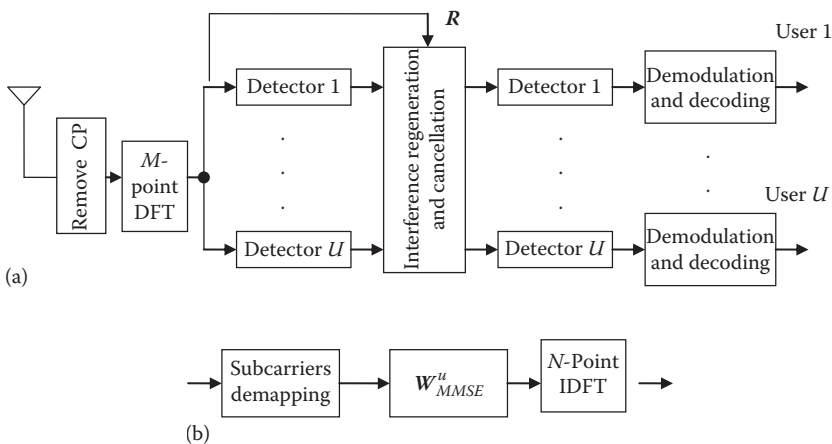 R
User 1
Detector 1
Detector 1
Demodulation
and decoding
Remove CP
M-
point
DFT
Interference regeneration
and cancellation
User U
Detector U
Detector U
Demodulation
and decoding
(a)
Subcarriers
demapping
W^u_MMSE
N-Point
IDFT
(b)